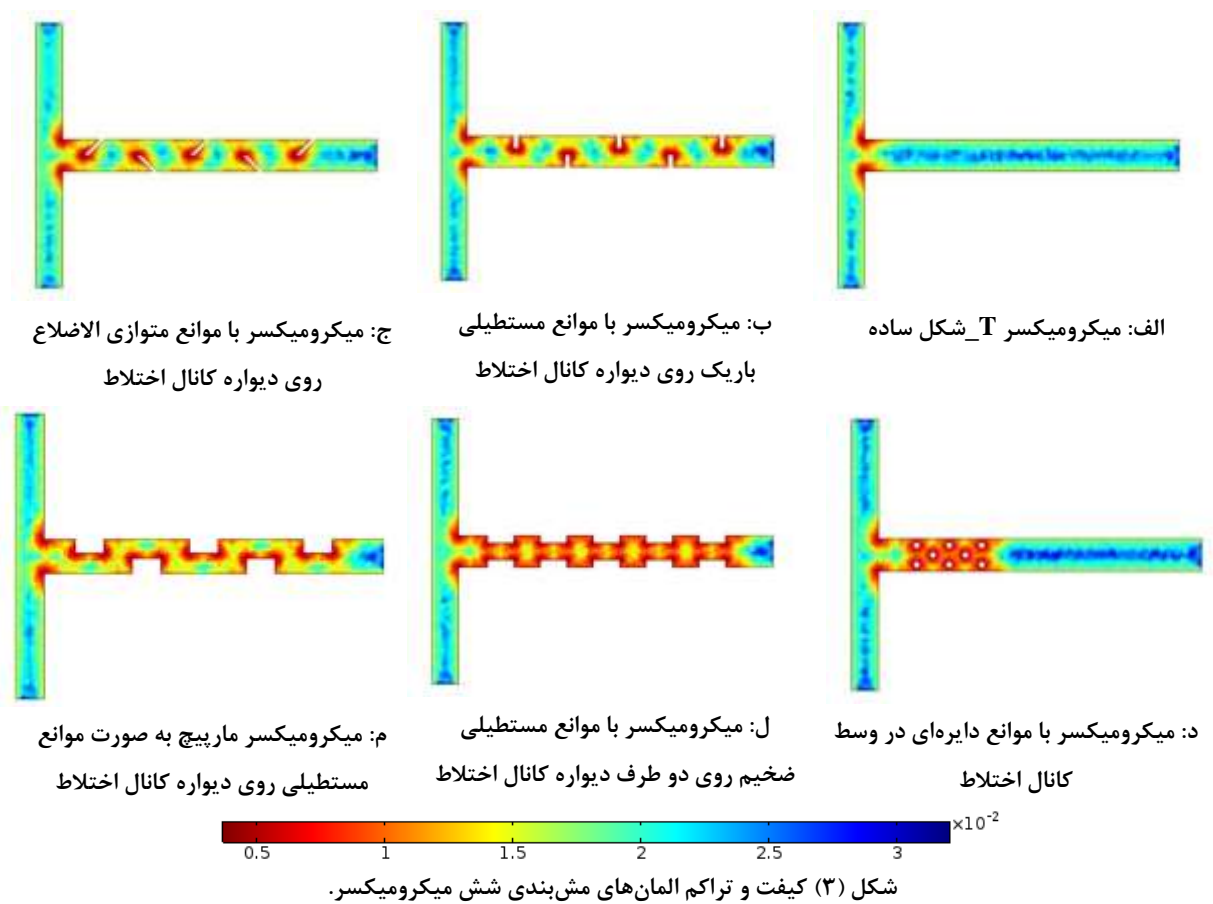 الف: میکرومیکسر T_شکل ساده
ب: میکرومیکسر با موانع مستطیلی
باریک روی دیواره کانال اختلاط
ج: میکرومیکسر با موانع متوازی الاضلاع
روی دیواره کانال اختلاط
د: میکرومیکسر با موانع دایره‌ای در وسط
کانال اختلاط
ل: میکرومیکسر با موانع مستطیلی
ضخیم روی دو طرف دیواره کانال اختلاط
م: میکرومیکسر مارپیچ به صورت موانع
مستطیلی روی دیواره کانال اختلاط
×10-2
0.5 1 1.5 2 2.5 3
شکل (۳) کیفت و تراکم المان‌های مش‌بندی شش میکرومیکسر.